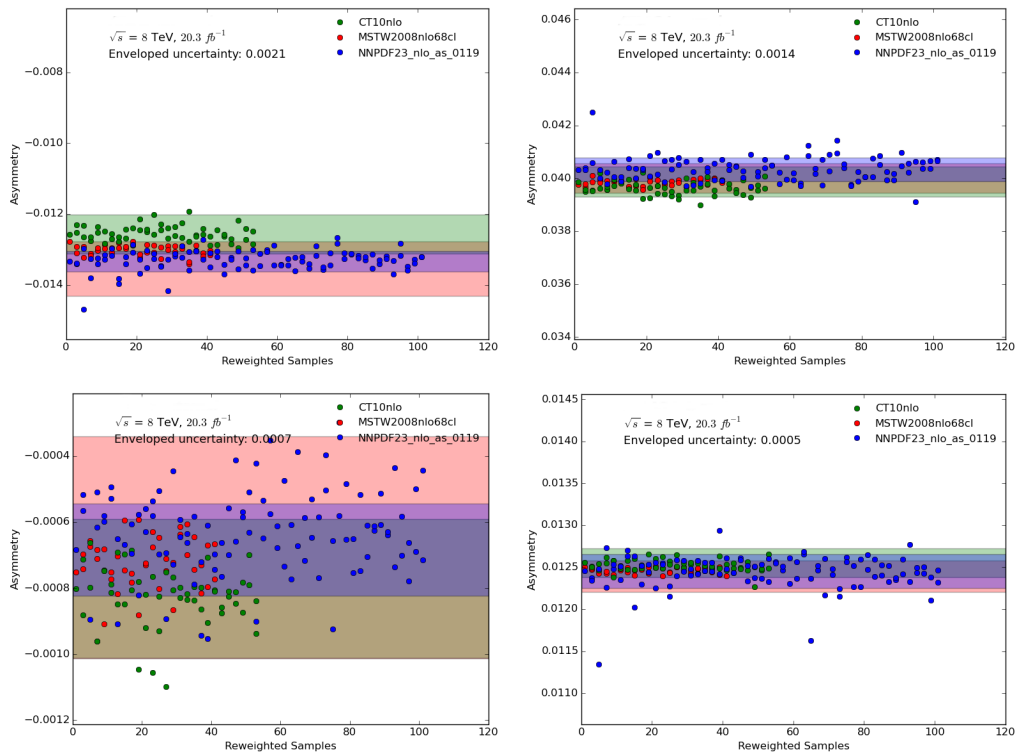 √s = 8 TeV, 20.3 fb⁻¹
Enveloped uncertainty: 0.0021
CT10nlo
MSTW2008nlo68cl
NNPDF23_nlo_as_0119
−0.008
−0.010
−0.012
−0.014
Asymmetry
0 20 40 60 80 100 120
Reweighted Samples
√s = 8 TeV, 20.3 fb⁻¹
Enveloped uncertainty: 0.0014
CT10nlo
MSTW2008nlo68cl
NNPDF23_nlo_as_0119
0.046
0.044
0.042
0.040
0.038
0.036
0.034
Asymmetry
0 20 40 60 80 100 120
Reweighted Samples
√s = 8 TeV, 20.3 fb⁻¹
Enveloped uncertainty: 0.0007
CT10nlo
MSTW2008nlo68cl
NNPDF23_nlo_as_0119
−0.0004
−0.0006
−0.0008
−0.0010
−0.0012
Asymmetry
0 20 40 60 80 100 120
Reweighted Samples
√s = 8 TeV, 20.3 fb⁻¹
Enveloped uncertainty: 0.0005
CT10nlo
MSTW2008nlo68cl
NNPDF23_nlo_as_0119
0.0145
0.0140
0.0135
0.0130
0.0125
0.0120
0.0115
0.0110
Asymmetry
0 20 40 60 80 100 120
Reweighted Samples